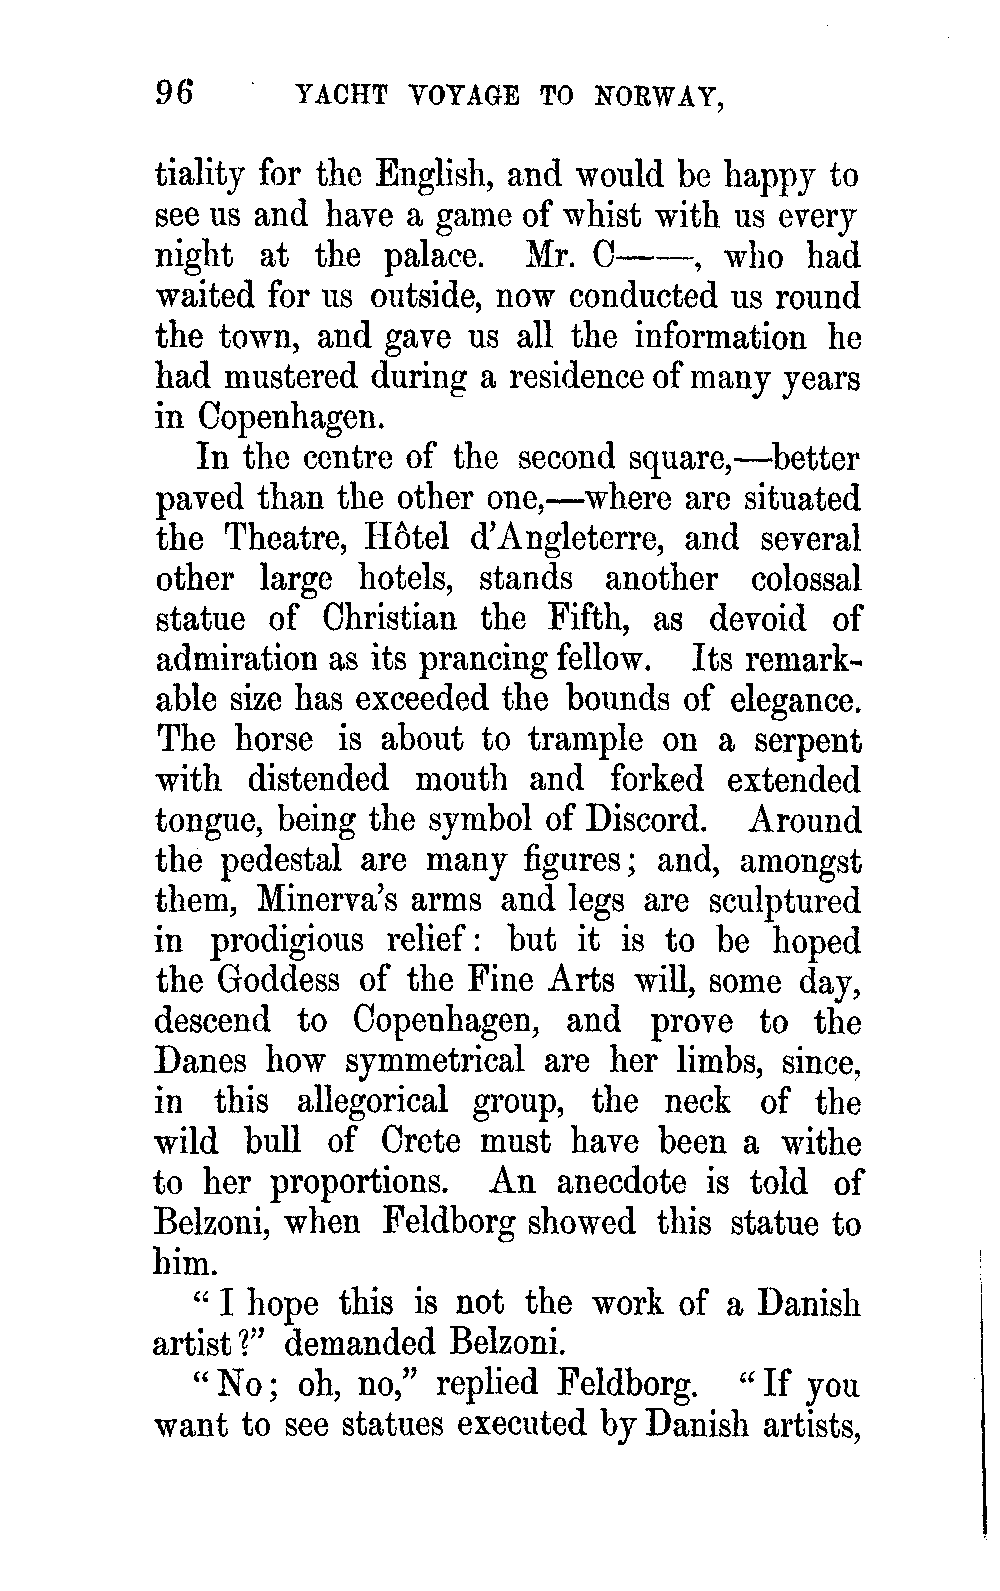 96 YACHT VOYAGE TO NORWAY,
tiality for the English, and would be happy to
see us and have a game of whist with us every
night at the palace. Mr. C——, who had
waited for us outside, now conducted us round
the town, and gave us all the information he
had mustered during a residence of many years
in Copenhagen.
In the centre of the second square,—better
paved than the other one,—where are situated
the Theatre, Hôtel d'Angleterre, and several
other large hotels, stands another colossal
statue of Christian the Fifth, as devoid of
admiration as its prancing fellow. Its remark-
able size has exceeded the bounds of elegance.
The horse is about to trample on a serpent
with distended mouth and forked extended
tongue, being the symbol of Discord. Around
the pedestal are many figures; and, amongst
them, Minerva's arms and legs are sculptured
in prodigious relief: but it is to be hoped
the Goddess of the Fine Arts will, some day,
descend to Copenhagen, and prove to the
Danes how symmetrical are her limbs, since,
in this allegorical group, the neck of the
wild bull of Crete must have been a withe
to her proportions. An anecdote is told of
Belzoni, when Feldborg showed this statue to
him.
"I hope this is not the work of a Danish
artist?" demanded Belzoni.
"No; oh, no," replied Feldborg. "If you
want to see statues executed by Danish artists,